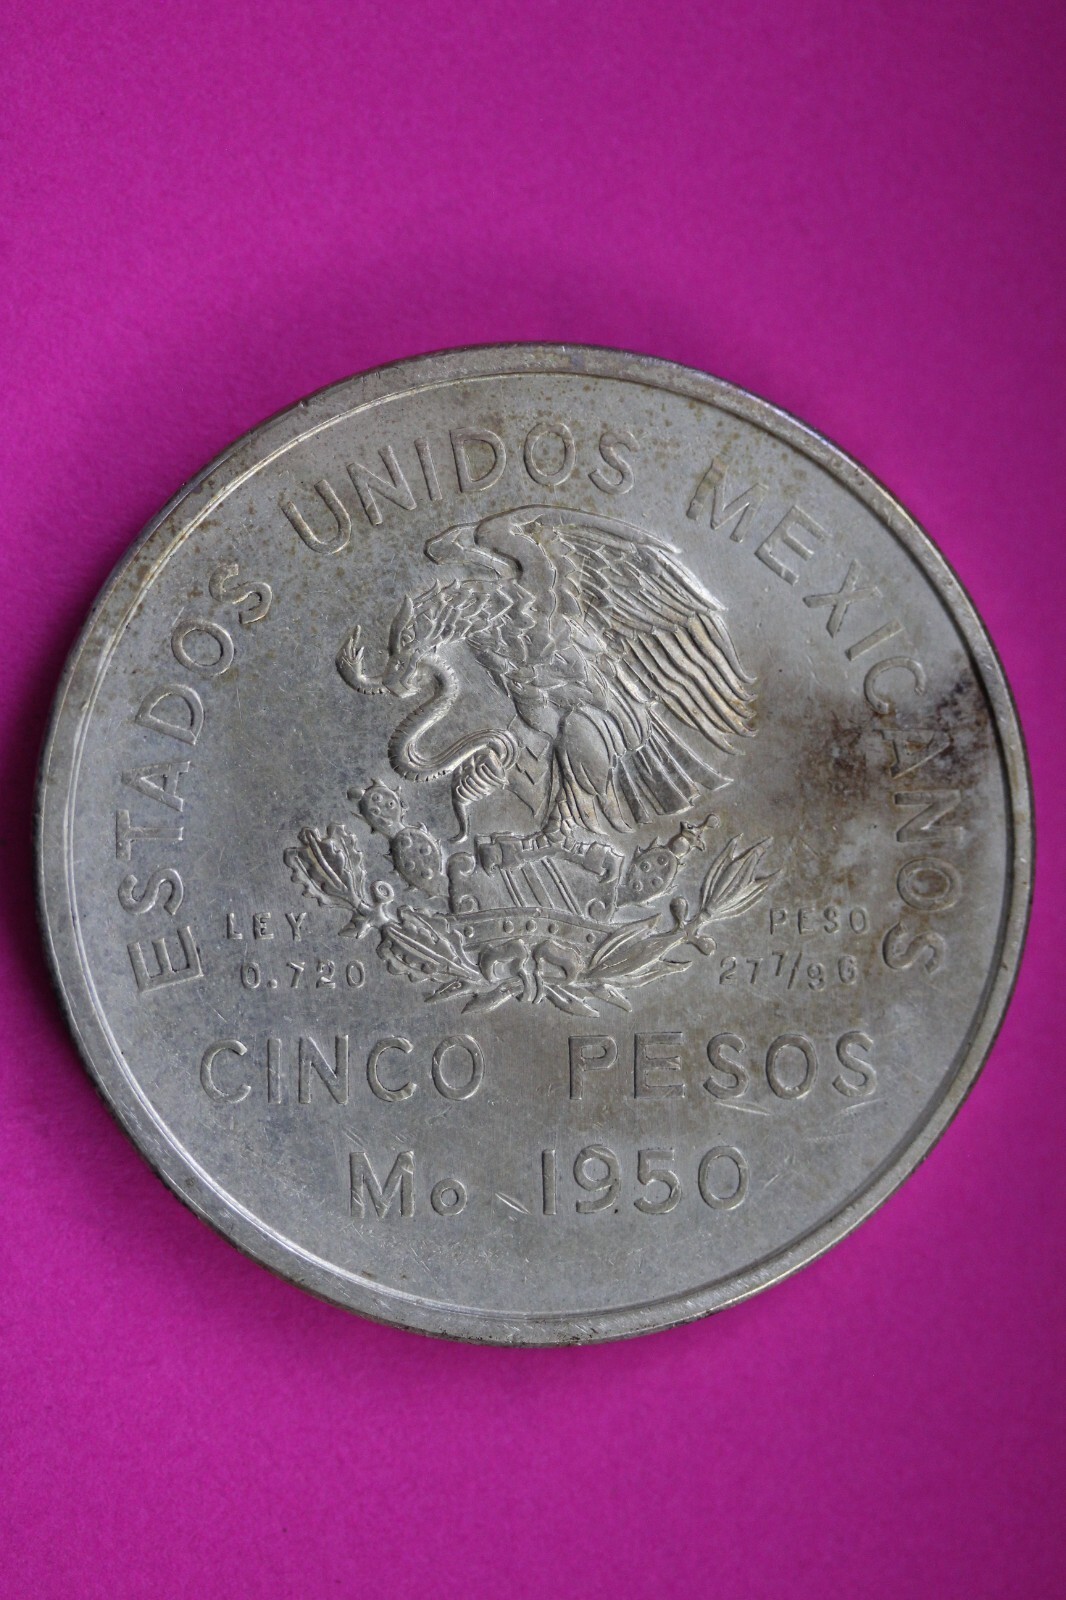 ESTADOS UNIDOS MEXICANOS
LEY
0.720
PESO
27 7/96
CINCO PESOS
Mo 1950